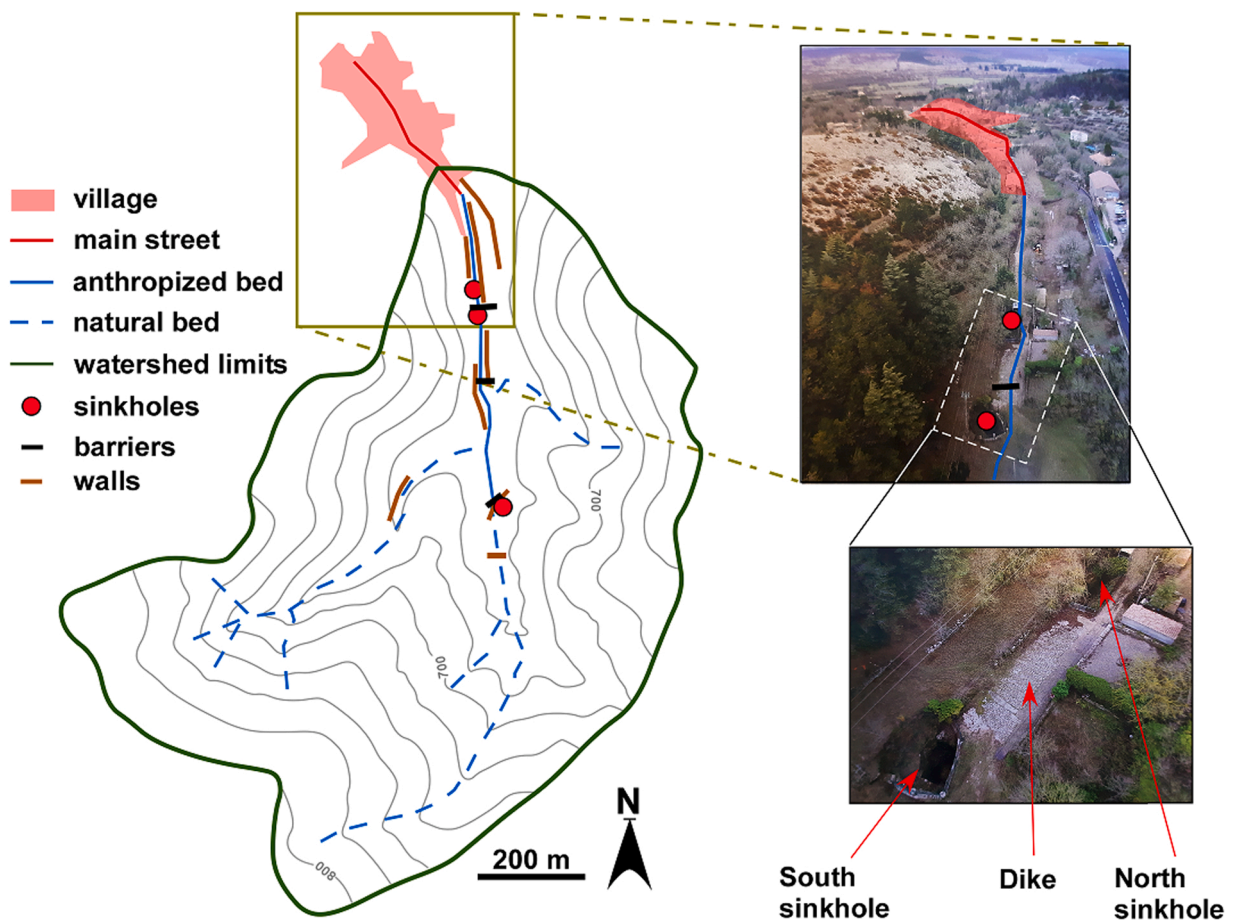 village
main street
anthropized bed
natural bed
watershed limits
sinkholes
barriers
walls
700
700
800
200 m
N
South
sinkhole
Dike
North
sinkhole